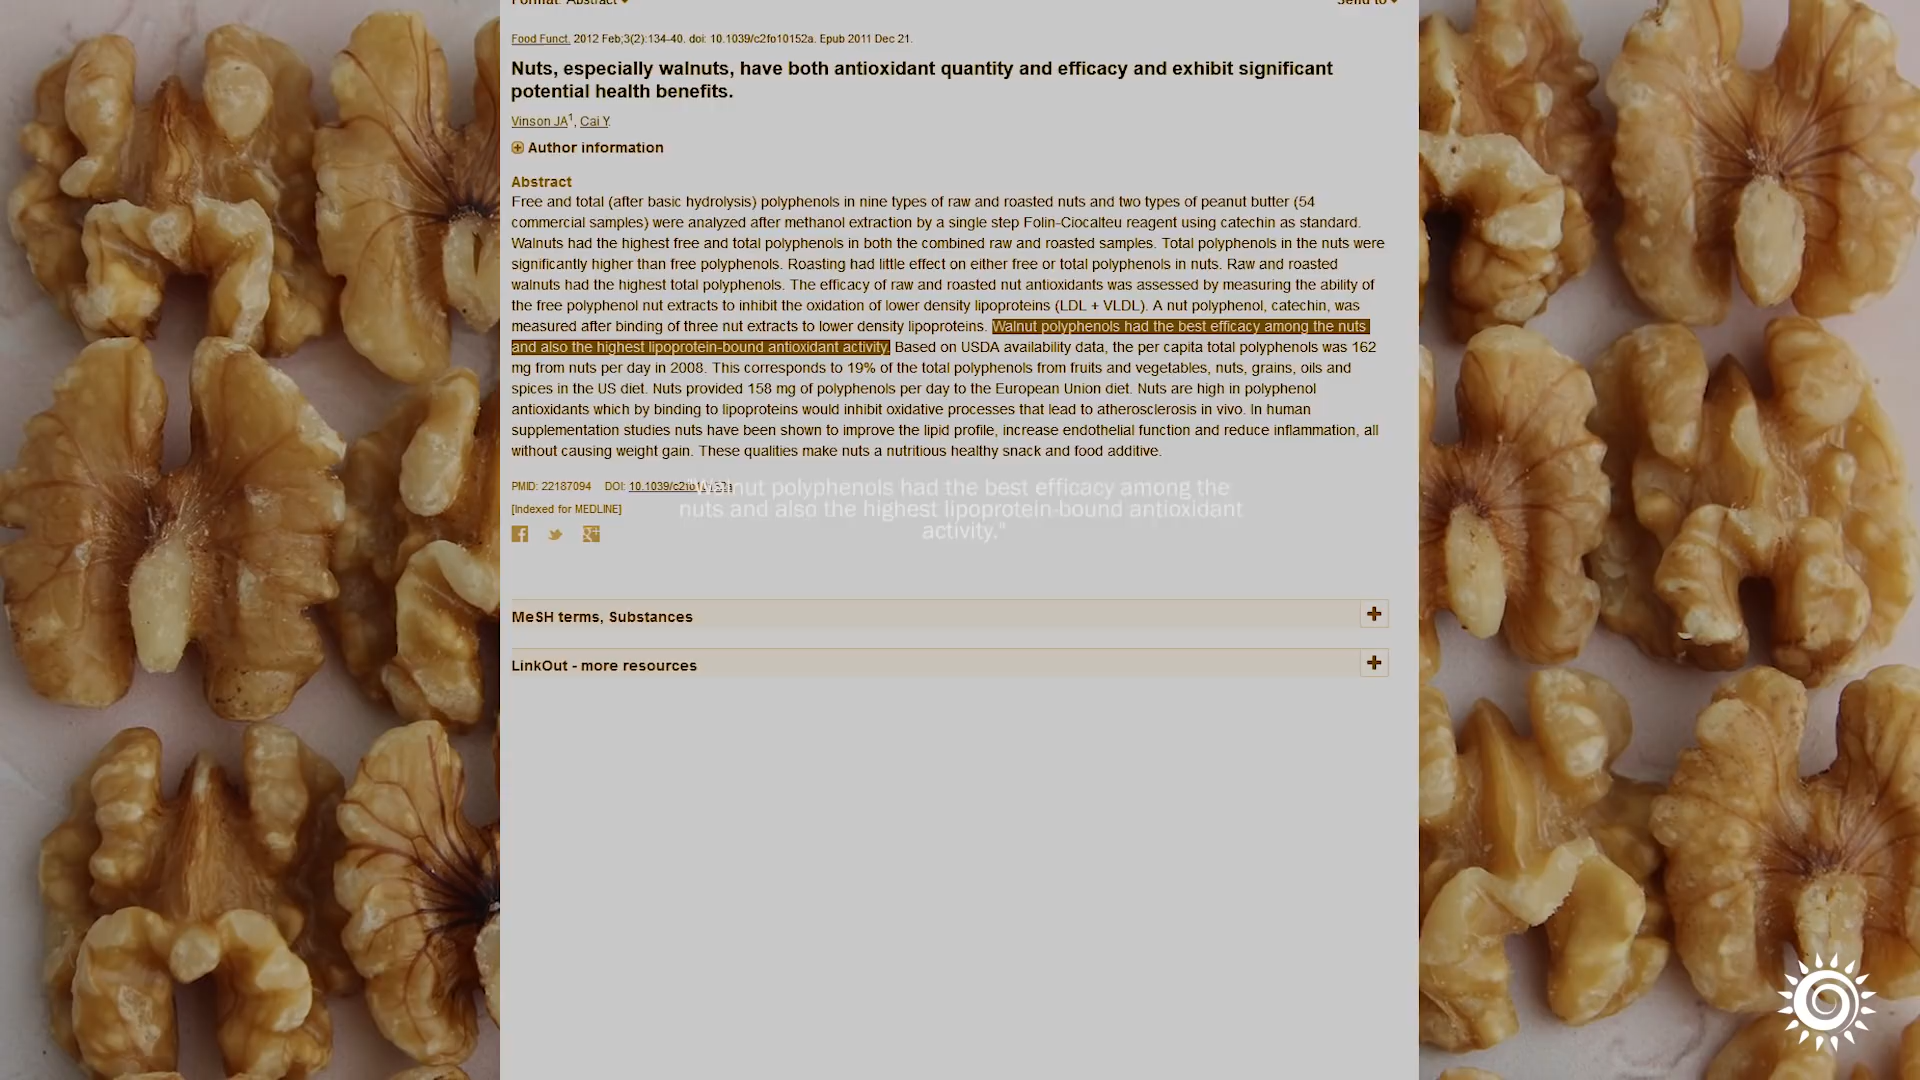 Format: Abstract
Send to
Food Funct. 2012 Feb;3(2):134-40. doi: 10.1039/c2fo10152a. Epub 2011 Dec 21.
Nuts, especially walnuts, have both antioxidant quantity and efficacy and exhibit significant
potential health benefits.
Vinson JA1, Cai Y.
Author information
Abstract
Free and total (after basic hydrolysis) polyphenols in nine types of raw and roasted nuts and two types of peanut butter (54
commercial samples) were analyzed after methanol extraction by a single step Folin-Ciocalteu reagent using catechin as standard.
Walnuts had the highest free and total polyphenols in both the combined raw and roasted samples. Total polyphenols in the nuts were
significantly higher than free polyphenols. Roasting had little effect on either free or total polyphenols in nuts. Raw and roasted
walnuts had the highest total polyphenols. The efficacy of raw and roasted nut antioxidants was assessed by measuring the ability of
the free polyphenol nut extracts to inhibit the oxidation of lower density lipoproteins (LDL + VLDL). A nut polyphenol, catechin, was
measured after binding of three nut extracts to lower density lipoproteins. Walnut polyphenols had the best efficacy among the nuts
and also the highest lipoprotein-bound antioxidant activity. Based on USDA availability data, the per capita total polyphenols was 162
mg from nuts per day in 2008. This corresponds to 19% of the total polyphenols from fruits and vegetables, nuts, grains, oils and
spices in the US diet. Nuts provided 158 mg of polyphenols per day to the European Union diet. Nuts are high in polyphenol
antioxidants which by binding to lipoproteins would inhibit oxidative processes that lead to atherosclerosis in vivo. In human
supplementation studies nuts have been shown to improve the lipid profile, increase endothelial function and reduce inflammation, all
without causing weight gain. These qualities make nuts a nutritious healthy snack and food additive.
PMID: 22187094 DOI:
"Walnut polyphenols had the best efficacy among the
nuts and also the highest lipoprotein-bound antioxidant
activity."
[Indexed for MEDLINE]
MeSH terms, Substances
LinkOut - more resources